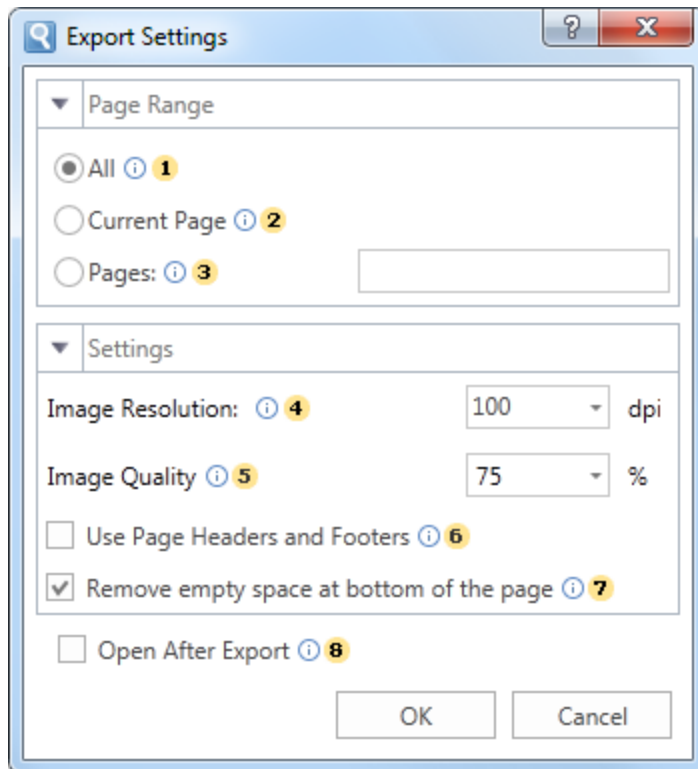 Export Settings
Page Range
All 1
Current Page 2
Pages: 3
Settings
Image Resolution: 4 100 dpi
Image Quality 5 75 %
Use Page Headers and Footers 6
Remove empty space at bottom of the page 7
Open After Export 8
OK Cancel